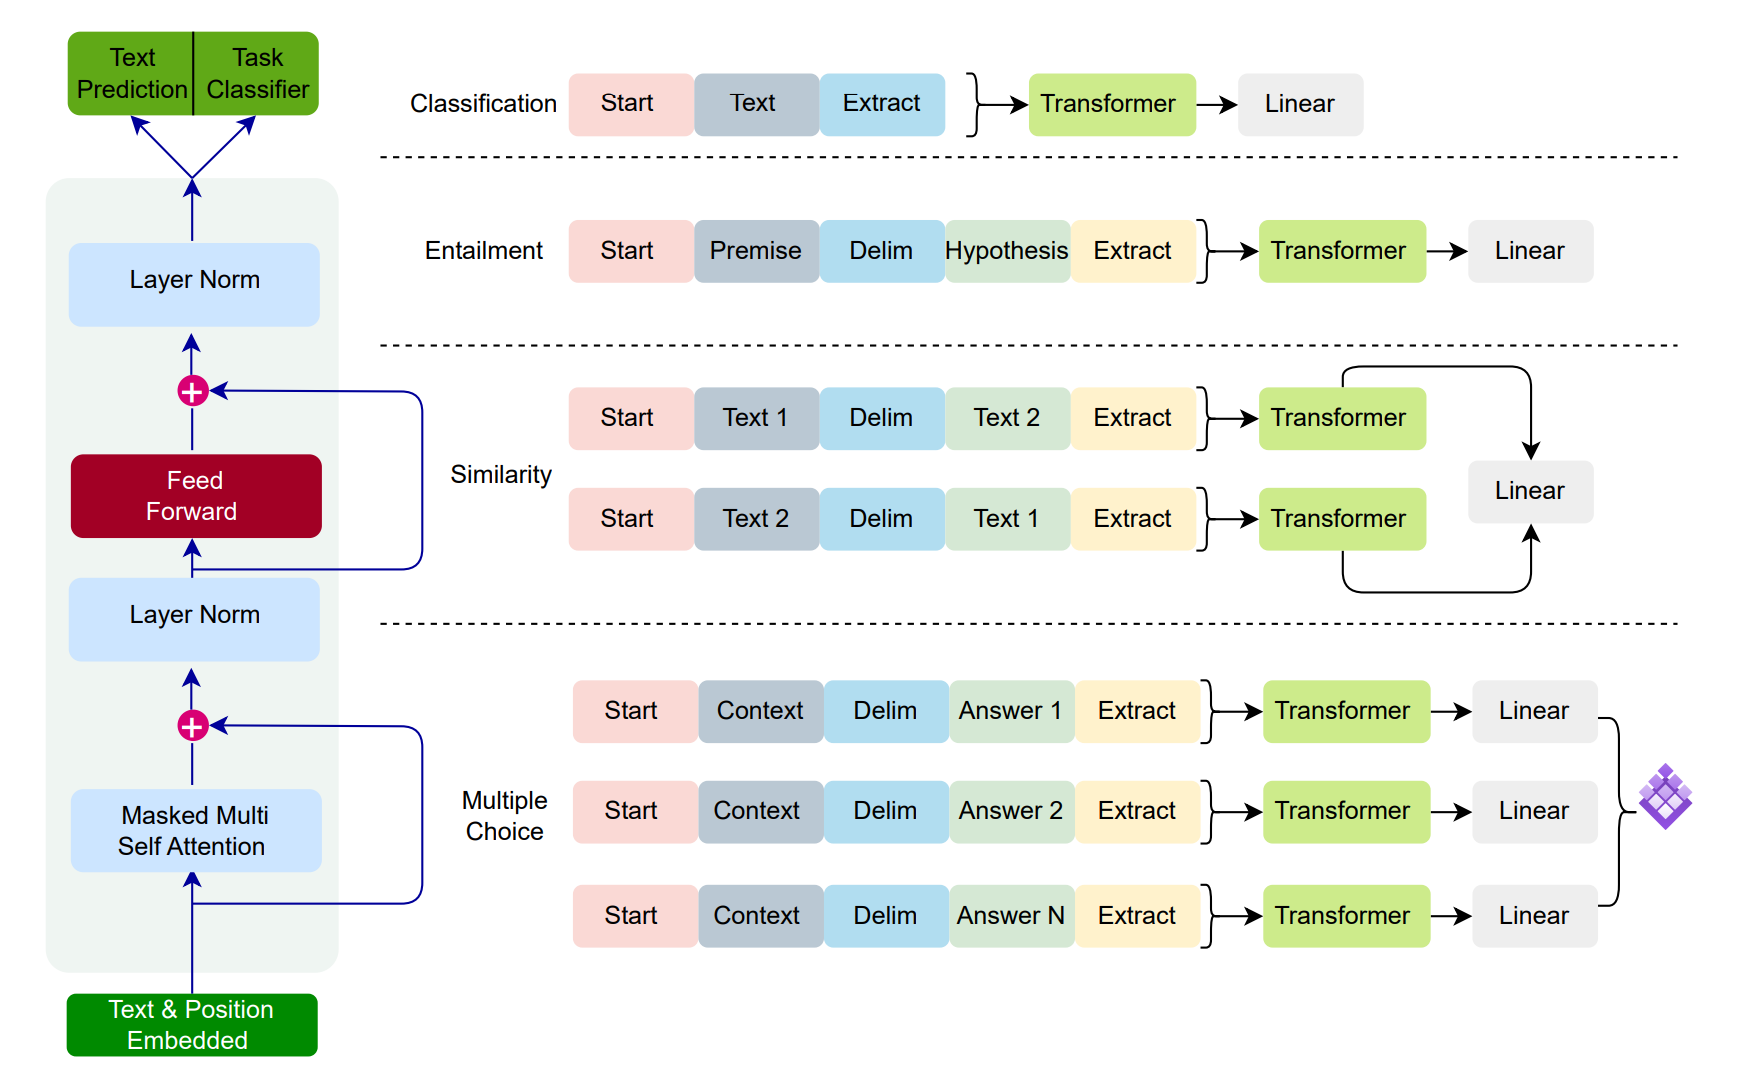 Text
Prediction
Task
Classifier
Layer Norm
Feed
Forward
Layer Norm
Masked Multi
Self Attention
Text & Position
Embedded
Classification Start Text Extract Transformer Linear
Entailment Start Premise Delim Hypothesis Extract Transformer Linear
Similarity
Start Text 1 Delim Text 2 Extract Transformer
Start Text 2 Delim Text 1 Extract Transformer
Linear
Multiple
Choice
Start Context Delim Answer 1 Extract Transformer Linear
Start Context Delim Answer 2 Extract Transformer Linear
Start Context Delim Answer N Extract Transformer Linear